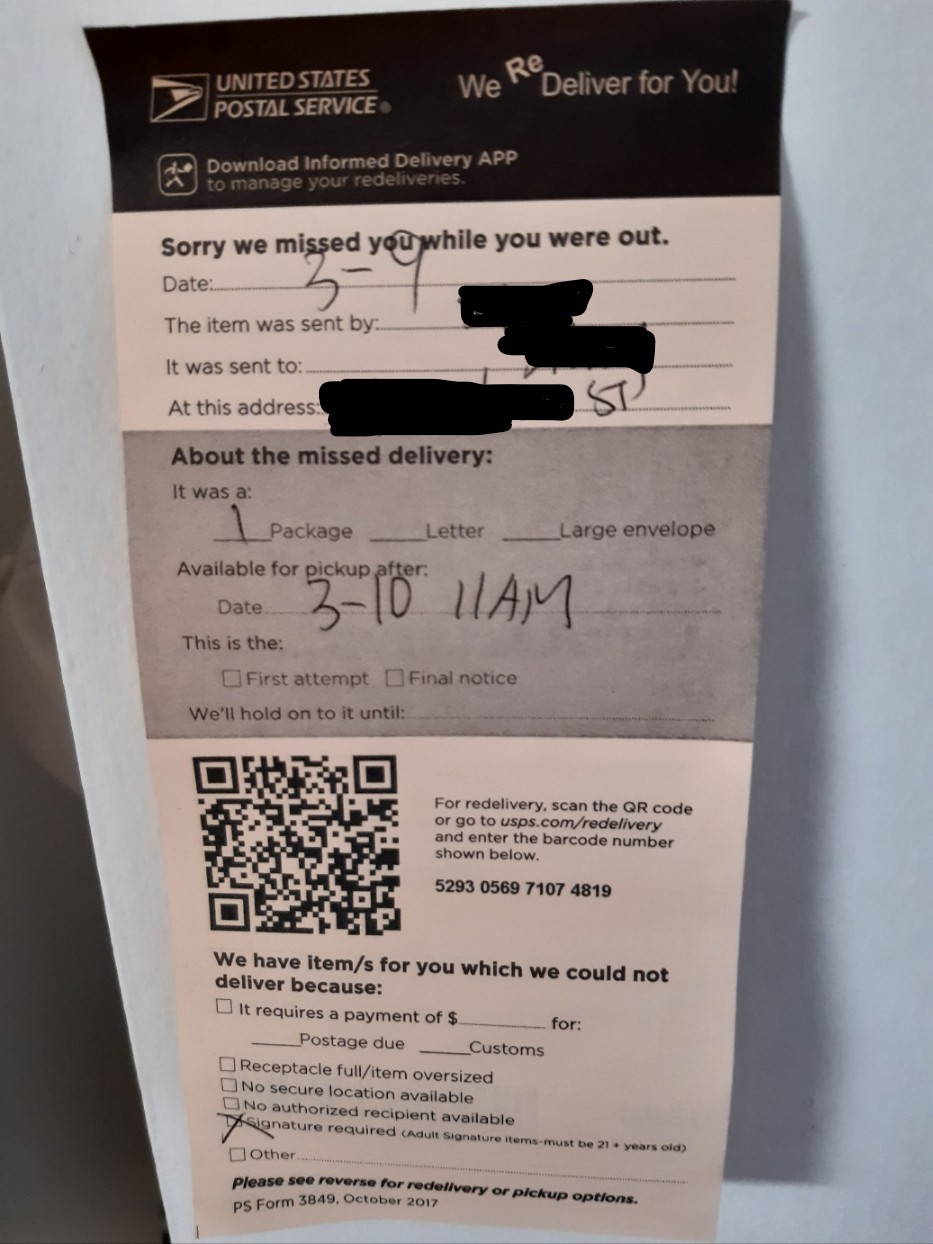 UNITED STATES
POSTAL SERVICE®
We Re Deliver for You!
Download Informed Delivery APP
to manage your redeliveries.
Sorry we missed you while you were out.
Date: 3-9
The item was sent by:
It was sent to:
At this address: ST
About the missed delivery:
It was a:
1 Package Letter Large envelope
Available for pickup after:
Date 3-10 11AM
This is the:
First attempt Final notice
We'll hold on to it until:
For redelivery, scan the QR code
or go to usps.com/redelivery
and enter the barcode number
shown below.
5293 0569 7107 4819
We have item/s for you which we could not
deliver because:
It requires a payment of $ for:
Postage due Customs
Receptacle full/item oversized
No secure location available
No authorized recipient available
Signature required (Adult Signature items-must be 21 + years old)
Other
Please see reverse for redelivery or pickup options.
PS Form 3849, October 2017